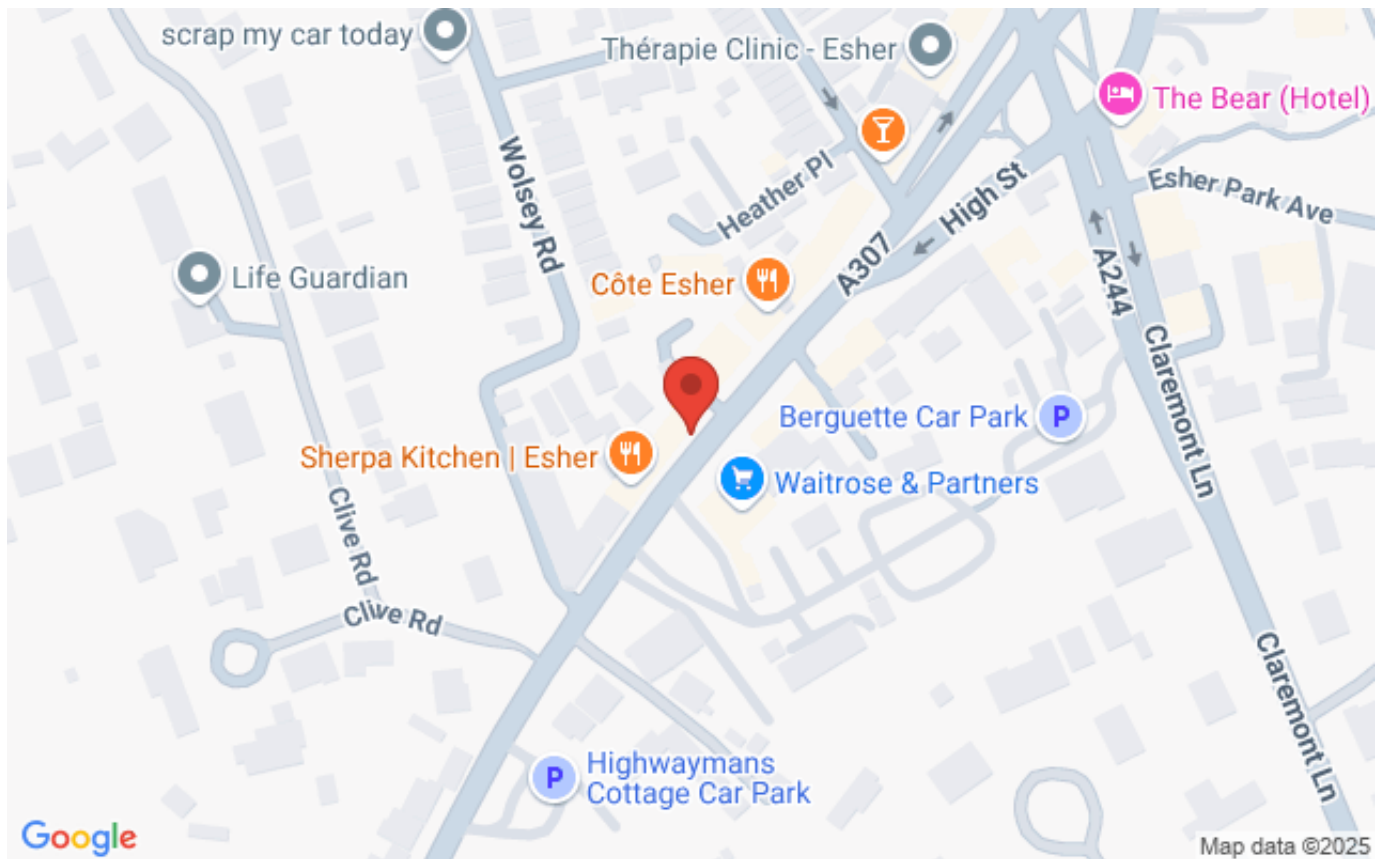 scrap my car today
Thérapie Clinic - Esher
The Bear (Hotel)
Wolsey Rd
Heather Pl
High St
Esher Park Ave
A307
A244
Life Guardian
Côte Esher
Claremont Ln
Berguette Car Park
P
Sherpa Kitchen | Esher
Waitrose & Partners
Clive Rd
Clive Rd
Claremont Ln
P
Highwaymans
Cottage Car Park
Google
Map data ©2025